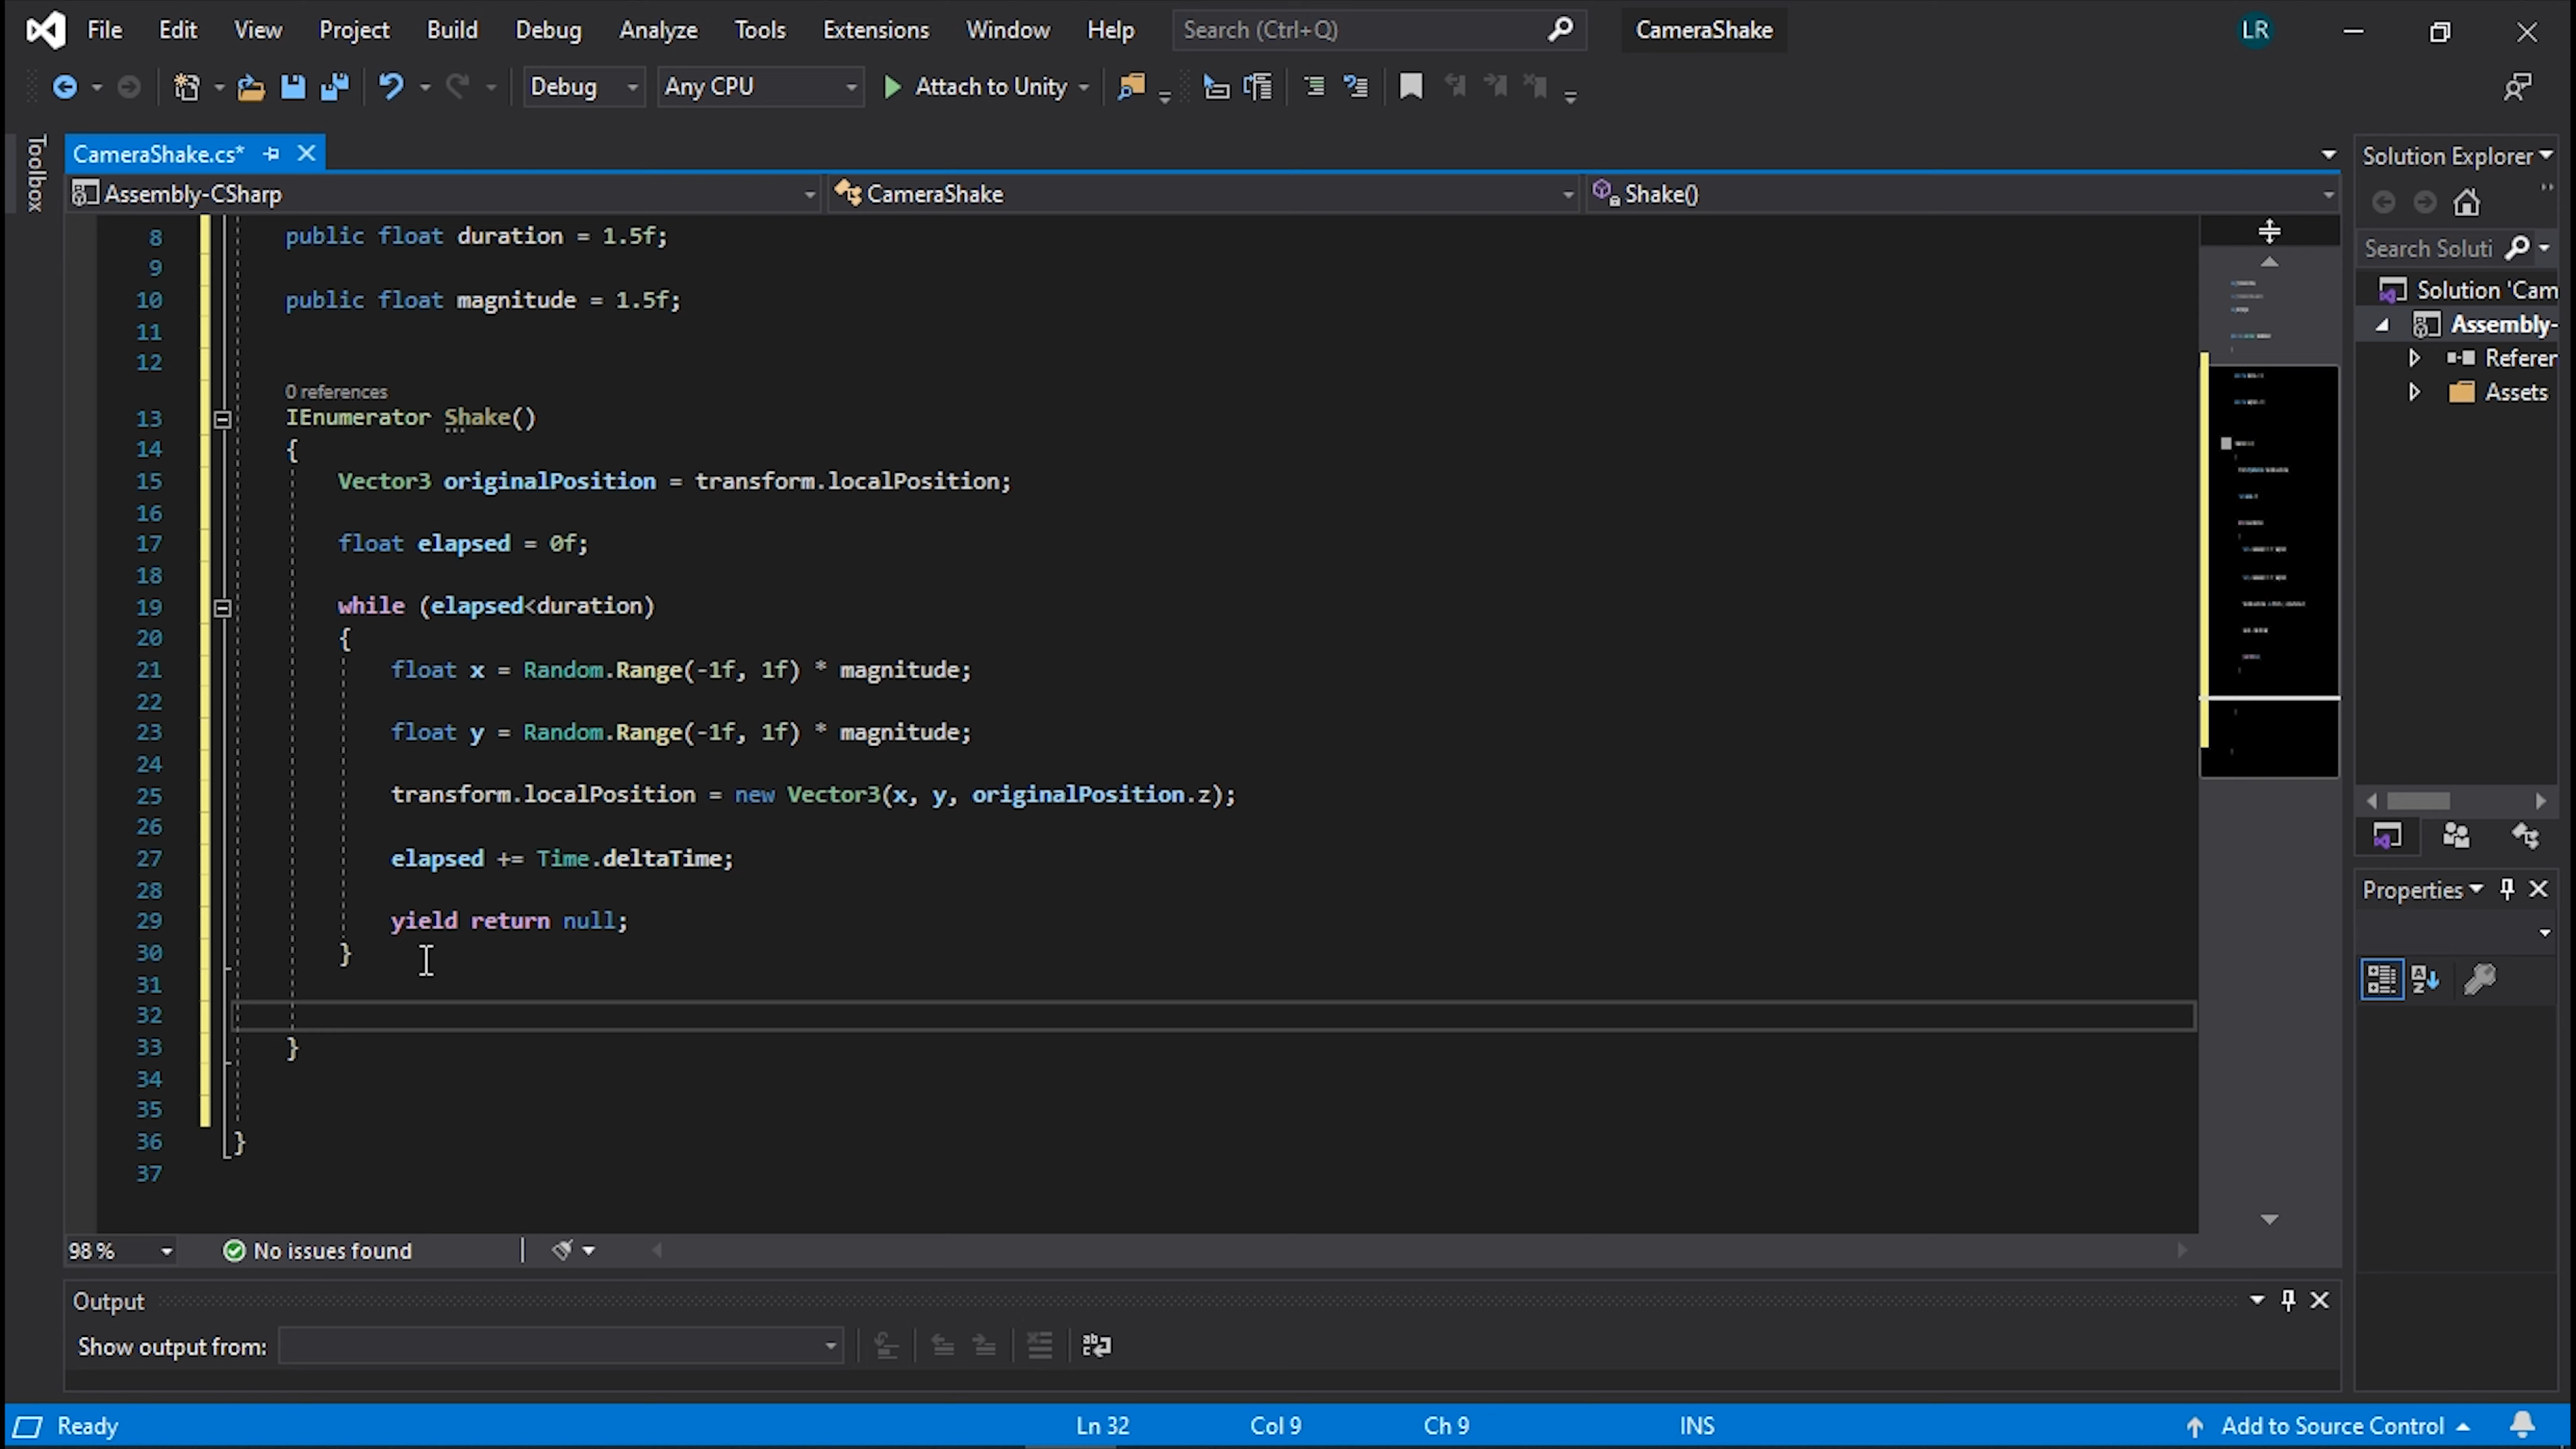 File Edit View Project Build Debug Analyze Tools Extensions Window Help Search (Ctrl+Q) CameraShake LR
Debug Any CPU Attach to Unity
Toolbox
CameraShake.cs*
Assembly-CSharp CameraShake Shake()
8 public float duration = 1.5f;
9
10 public float magnitude = 1.5f;
11
12
0 references
13 IEnumerator Shake()
14 {
15 Vector3 originalPosition = transform.localPosition;
16
17 float elapsed = 0f;
18
19 while (elapsed<duration)
20 {
21 float x = Random.Range(-1f, 1f) * magnitude;
22
23 float y = Random.Range(-1f, 1f) * magnitude;
24
25 transform.localPosition = new Vector3(x, y, originalPosition.z);
26
27 elapsed += Time.deltaTime;
28
29 yield return null;
30 }
31
32
33 }
34
35
36 }
37
98 % No issues found
Output
Show output from:
Ready Ln 32 Col 9 Ch 9 INS Add to Source Control
Solution Explorer
Search Soluti
Solution 'Cam
Assembly-
Referen
Assets
Properties